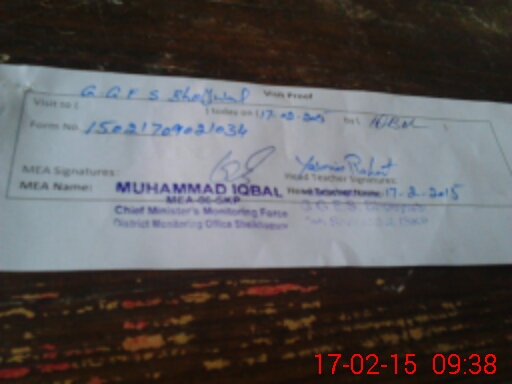 Visit Proof
Visit to ( G G P S ) today on (17-02-2015 by ( IQBAL
Form No. 15021709021034
MEA Signatures: Head Teacher Signatures:
MEA Name: MUHAMMAD IQBAL Head Teacher Name: 17-2-2015
MEA-06-SKP
Chief Minister's Monitoring Force
District Monitoring Office Sheikhupura
17-02-15 09:38